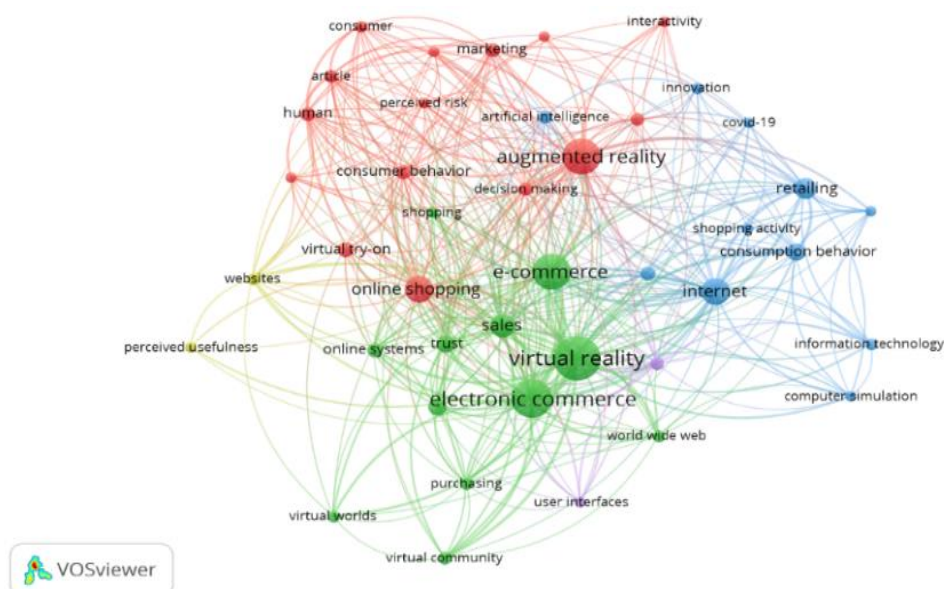 consumer
interactivity
marketing
article
innovation
perceived risk
human
artificial intelligence
covid-19
augmented reality
consumer behavior
decision making
retailing
shopping
shopping activity
virtual try-on
consumption behavior
websites
e-commerce
online shopping
internet
sales
perceived usefulness
online systems
trust
virtual reality
information technology
electronic commerce
computer simulation
world wide web
purchasing
user interfaces
virtual worlds
virtual community
VOSviewer